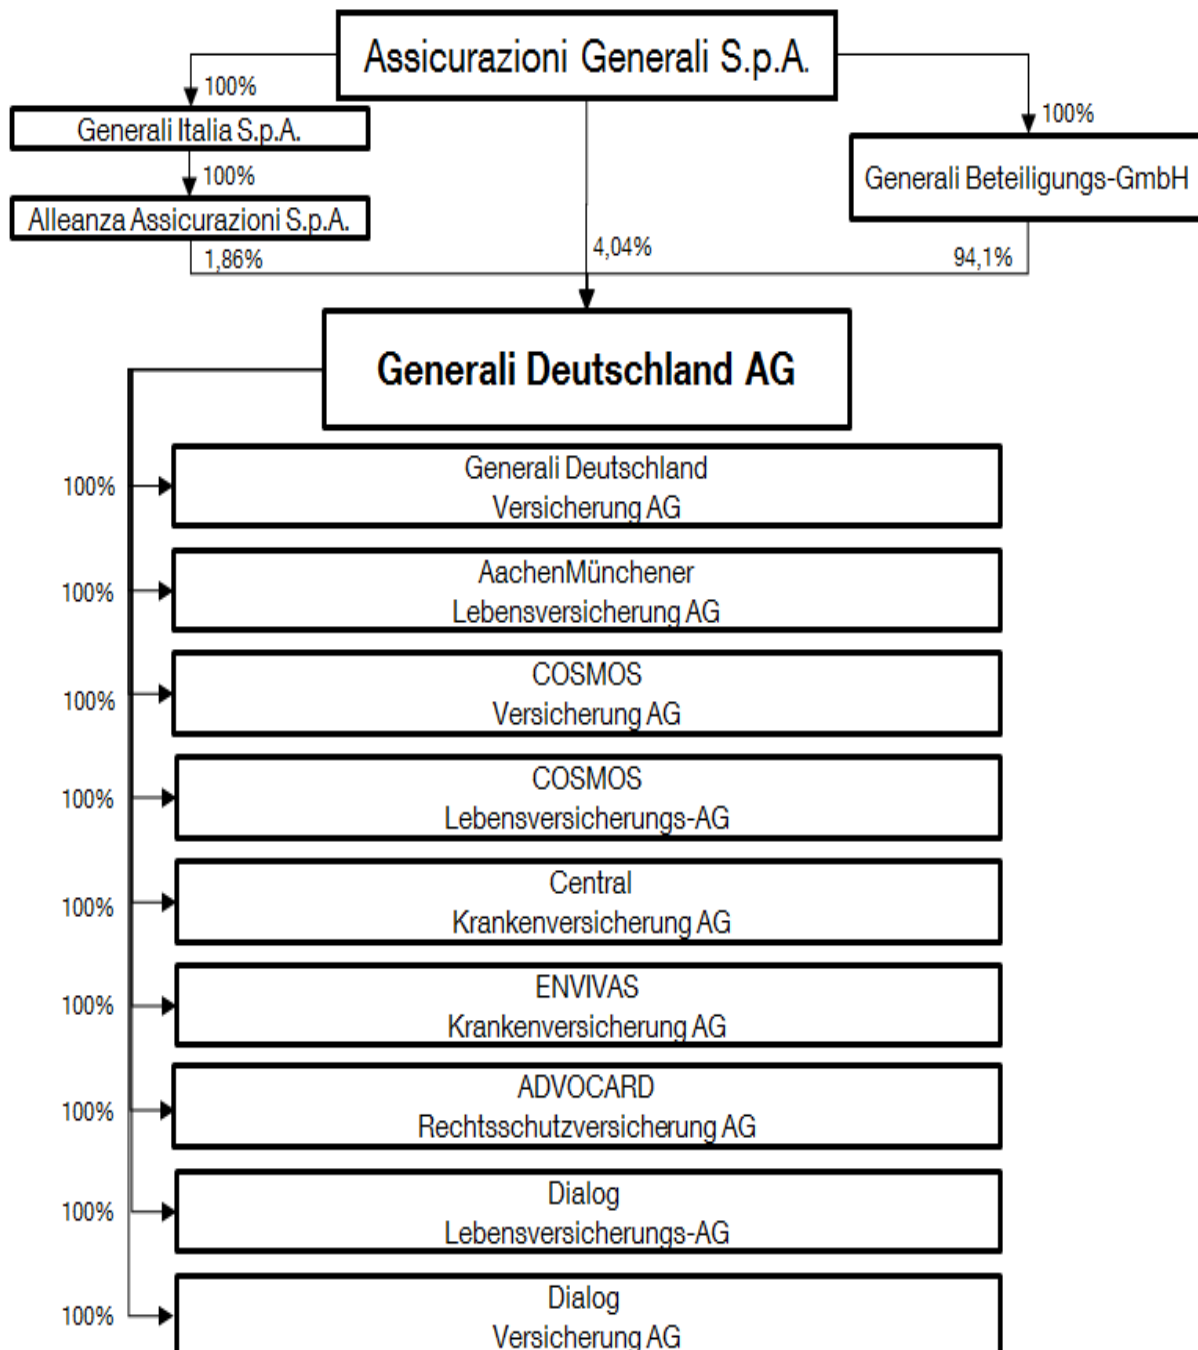 Assicurazioni Generali S.p.A.
100%
100%
Generali Italia S.p.A.
Generali Beteiligungs-GmbH
100%
Alleanza Assicurazioni S.p.A.
1,86%
4,04%
94,1%
Generali Deutschland AG
Generali Deutschland
100%
Versicherung AG
AachenMünchener
100%
Lebensversicherung AG
COSMOS
100%
Versicherung AG
COSMOS
100%
Lebensversicherungs-AG
Central
100%
Krankenversicherung AG
ENVIVAS
100%
Krankenversicherung AG
ADVOCARD
100%
Rechtsschutzversicherung AG
Dialog
100%
Lebensversicherungs-AG
Dialog
100%
Versicherung AG